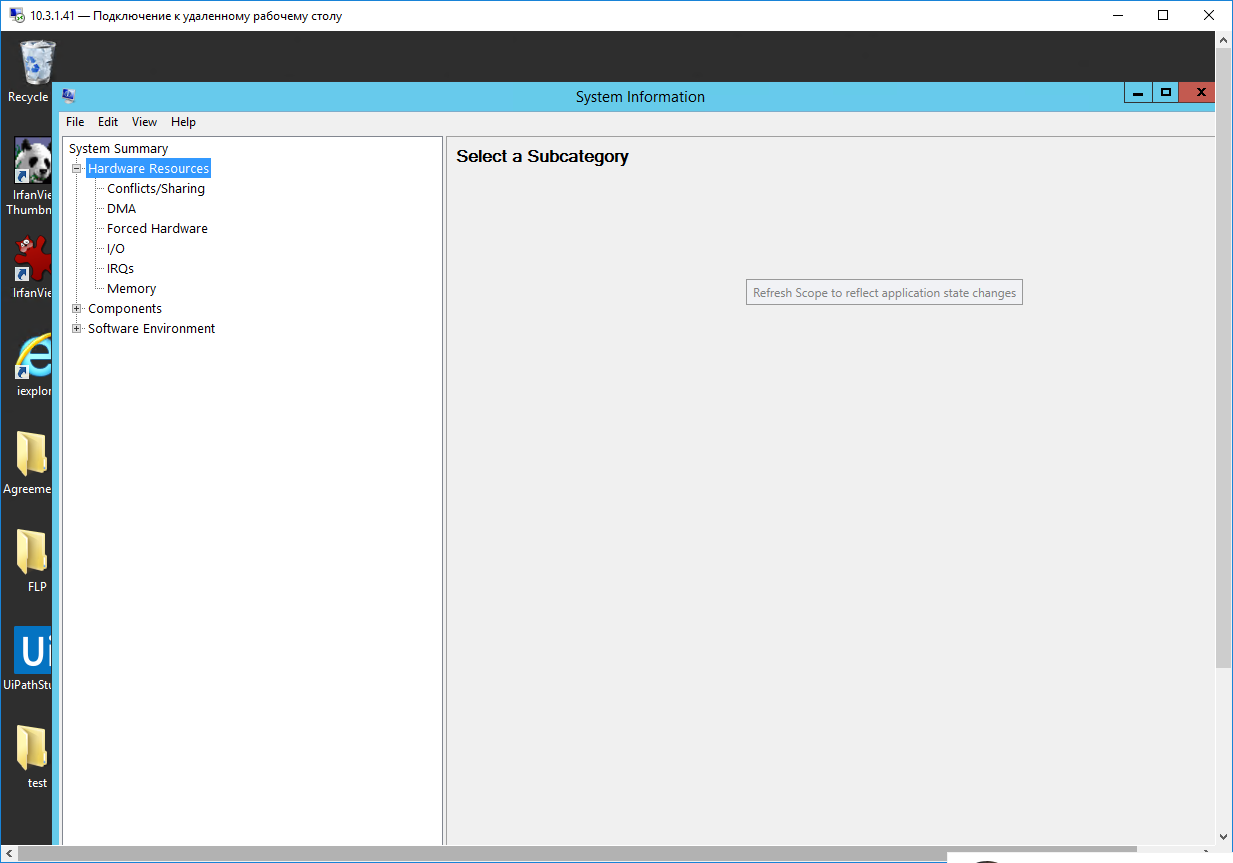 10.3.1.41 — Подключение к удаленному рабочему столу
Recycle
System Information
File Edit View Help
System Summary
Hardware Resources
Conflicts/Sharing
DMA
Forced Hardware
I/O
IRQs
Memory
Components
Software Environment
Select a Subcategory
Refresh Scope to reflect application state changes
IrfanVie
Thumbn
IrfanVie
iexplor
Agreeme
FLP
Ui
UiPathStu
test